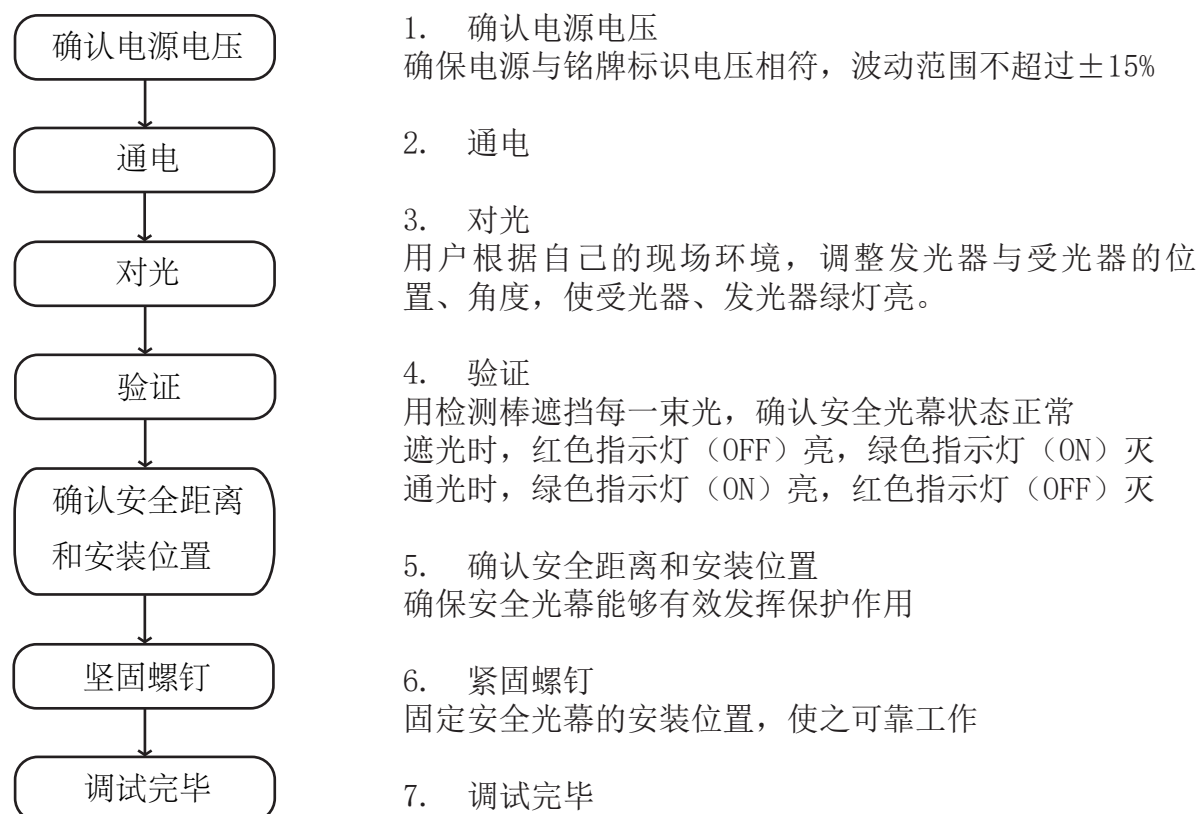 确认电源电压
通电
对光
验证
确认安全距离
和安装位置
坚固螺钉
调试完毕
1. 确认电源电压
确保电源与铭牌标识电压相符，波动范围不超过±15%
2. 通电
3. 对光
用户根据自己的现场环境，调整发光器与受光器的位
置、角度，使受光器、发光器绿灯亮。
4. 验证
用检测棒遮挡每一束光，确认安全光幕状态正常
遮光时，红色指示灯（OFF）亮，绿色指示灯（ON）灭
通光时，绿色指示灯（ON）亮，红色指示灯（OFF）灭
5. 确认安全距离和安装位置
确保安全光幕能够有效发挥保护作用
6. 紧固螺钉
固定安全光幕的安装位置，使之可靠工作
7. 调试完毕